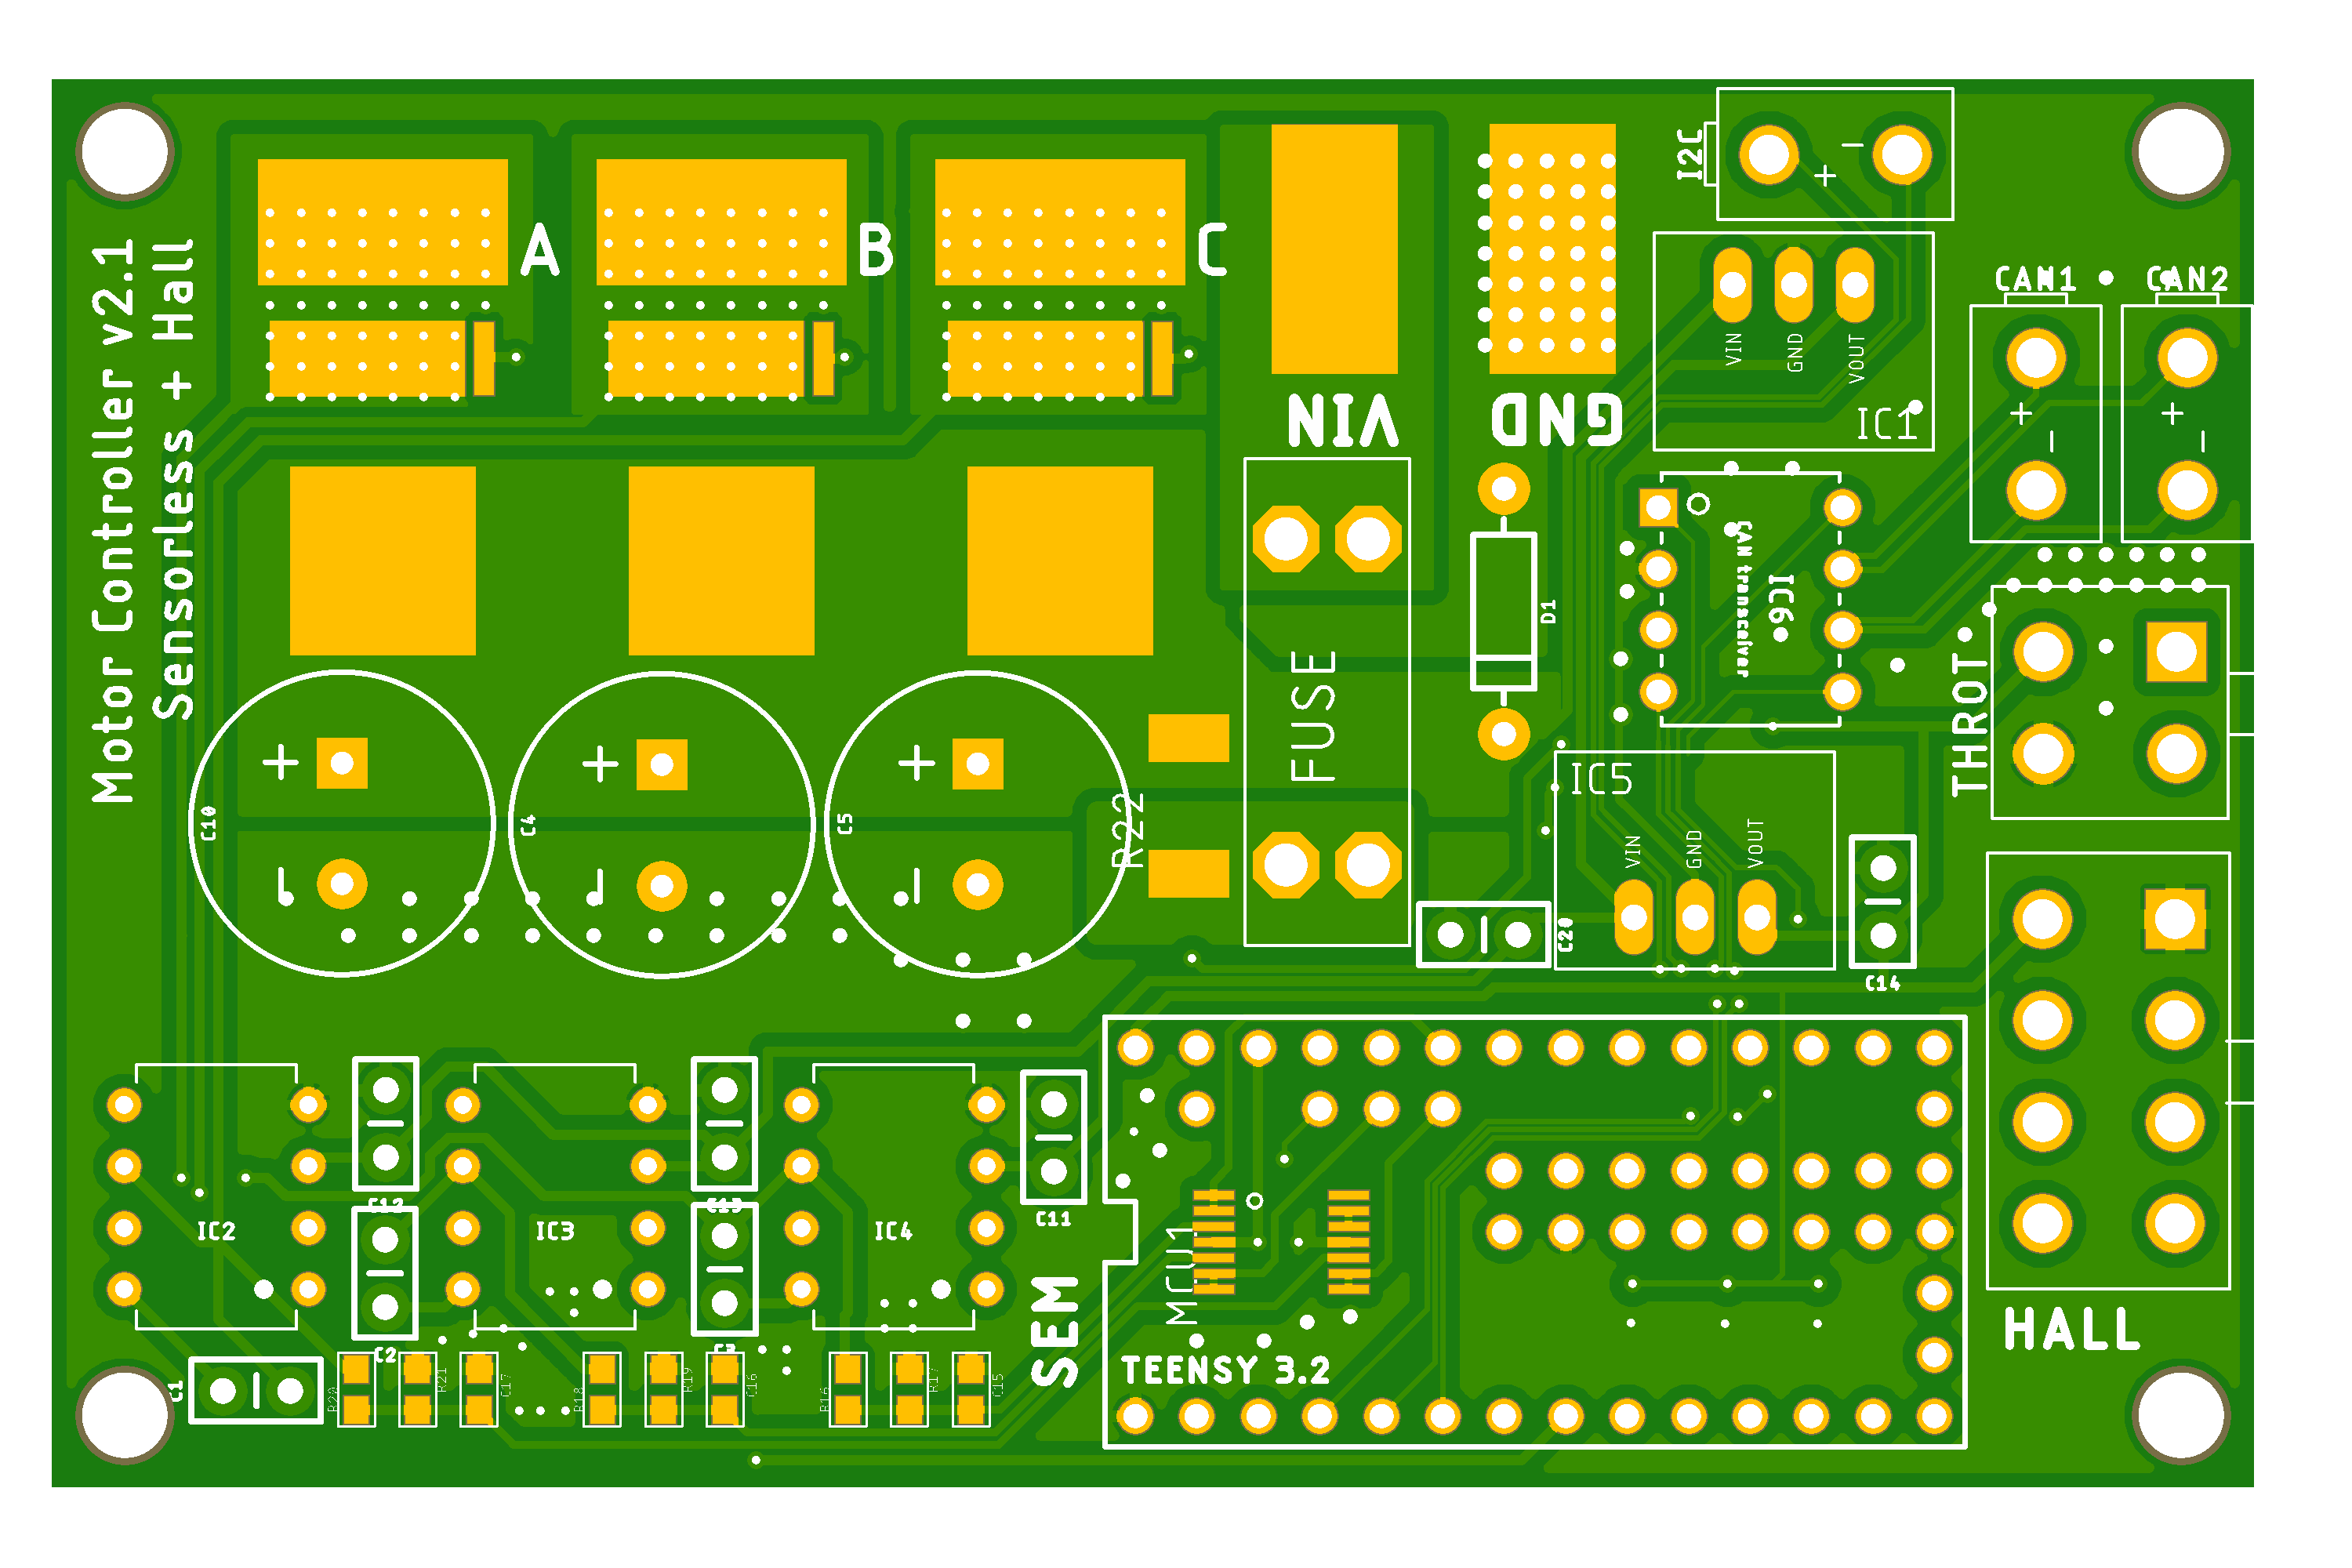 Motor Controller v2.1
Sensorless + Hall
A
B
C
VIN
GND
I2C
+
-
VIN
GND
VOUT
IC1
CAN1
CAN2
+
-
+
-
CAN transceiver
IC6
D1
FUSE
THROT
IC5
VIN
GND
VOUT
C10
+
-
C4
+
-
C5
+
-
R22
C20
C14
IC2
C12
IC3
C13
IC4
C11
C2
C3
C1
R20
R21
C17
R18
R19
C16
R16
R17
C15
SEM
MCU1
TEENSY 3.2
HALL